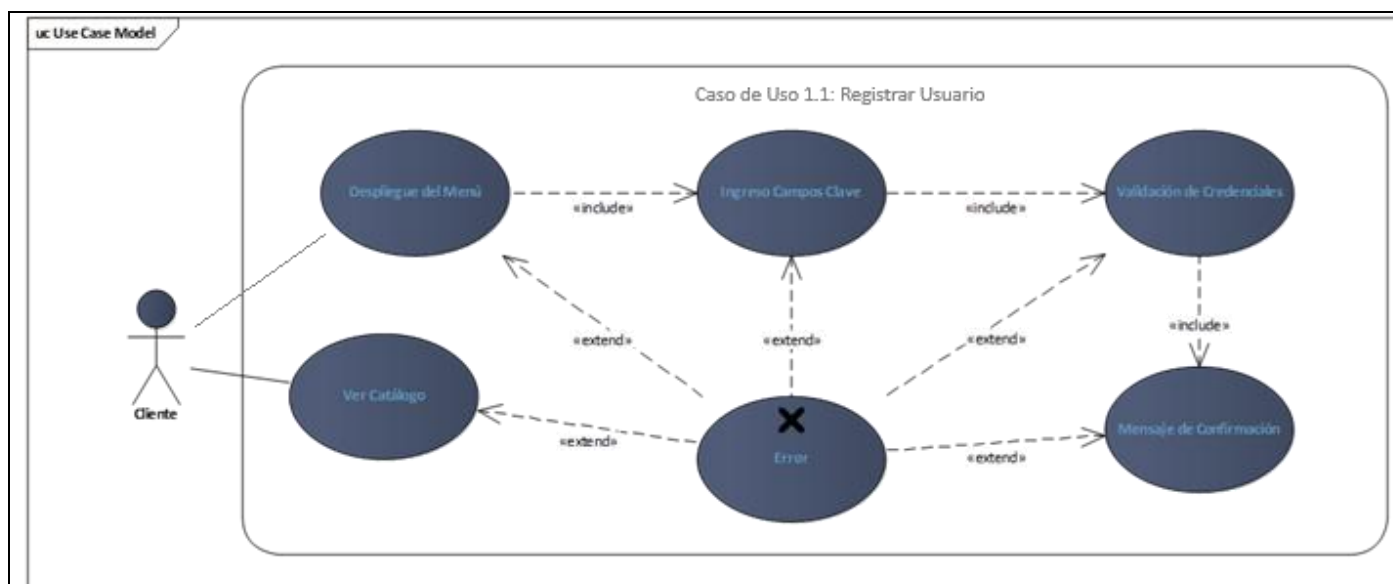 uc Use Case Model
Caso de Uso 1.1: Registrar Usuario
Despliegue del Menú
«include»
Ingreso Campos Clave
«include»
Validación de Credenciales
«extend»
«extend»
«extend»
«include»
Cliente
Ver Catálogo
«extend»
Error
«extend»
Mensaje de Confirmación